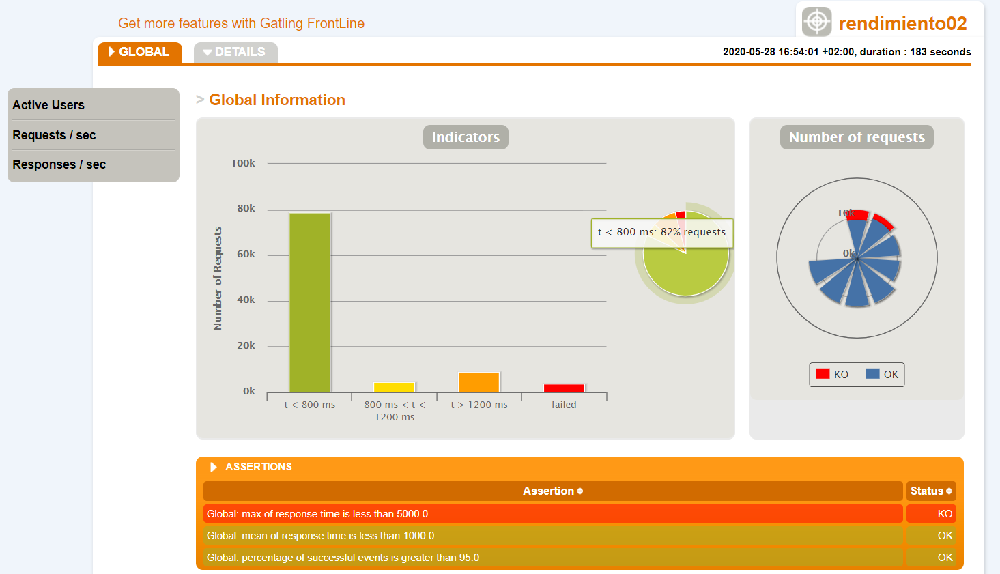 Get more features with Gatling FrontLine
rendimiento02
GLOBAL
DETAILS
2020-05-28 16:54:01 +02:00, duration : 183 seconds
Active Users
Requests / sec
Responses / sec
> Global Information
Indicators
Number of Requests
100k
80k
60k
40k
20k
0k
t < 800 ms
800 ms < t <
1200 ms
t > 1200 ms
failed
t < 800 ms: 82% requests
Number of requests
10k
0k
KO
OK
ASSERTIONS
Assertion
Status
Global: max of response time is less than 5000.0
KO
Global: mean of response time is less than 1000.0
OK
Global: percentage of successful events is greater than 95.0
OK